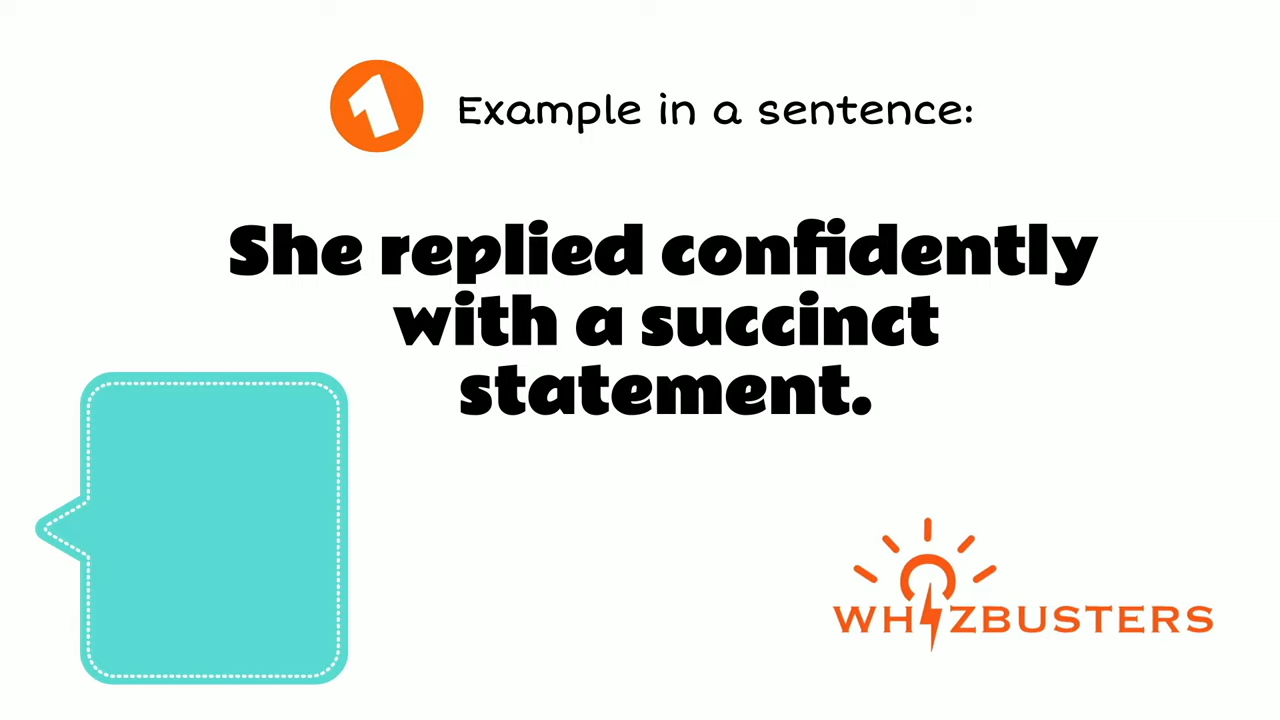 1
Example in a sentence:
She replied confidently
with a succinct
statement.
WHIZBUSTERS